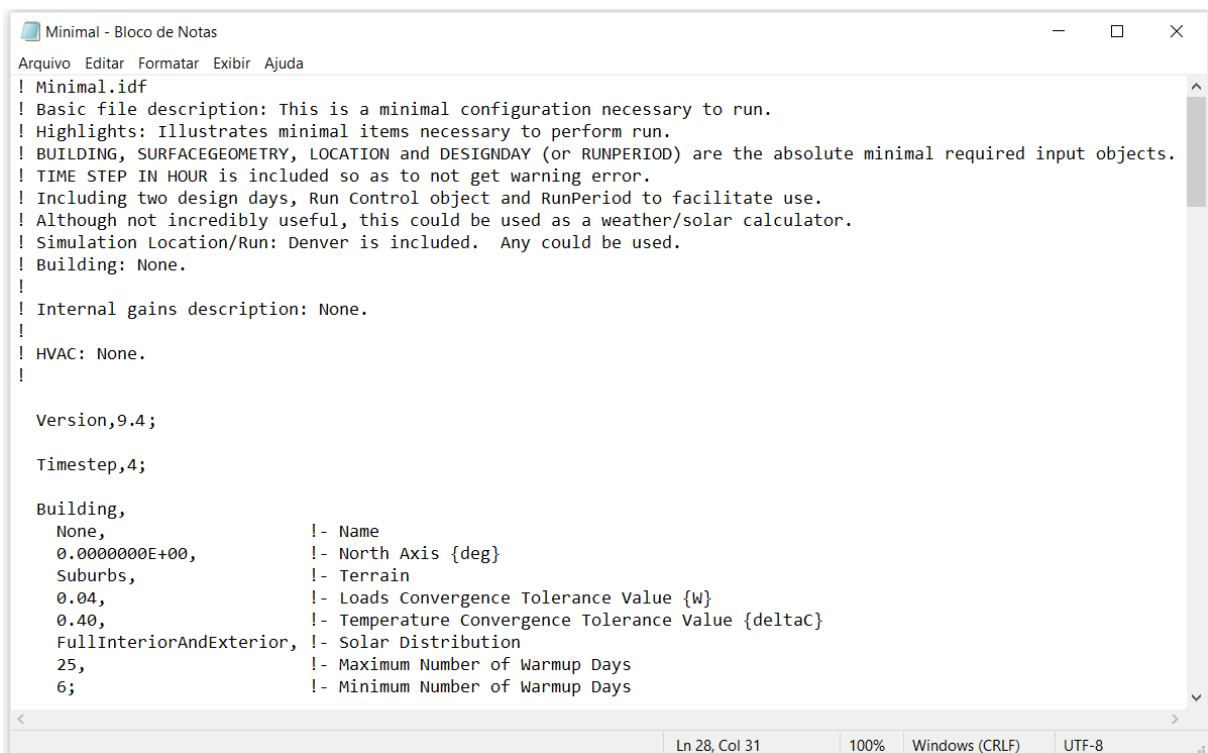 Minimal - Bloco de Notas
Arquivo Editar Formatar Exibir Ajuda
! Minimal.idf
! Basic file description: This is a minimal configuration necessary to run.
! Highlights: Illustrates minimal items necessary to perform run.
! BUILDING, SURFACEGEOMETRY, LOCATION and DESIGNDAY (or RUNPERIOD) are the absolute minimal required input objects.
! TIME STEP IN HOUR is included so as to not get warning error.
! Including two design days, Run Control object and RunPeriod to facilitate use.
! Although not incredibly useful, this could be used as a weather/solar calculator.
! Simulation Location/Run: Denver is included.  Any could be used.
! Building: None.
!
! Internal gains description: None.
!
! HVAC: None.
!
  Version,9.4;
  Timestep,4;
  Building,
    None,                    !- Name
    0.0000000E+00,           !- North Axis {deg}
    Suburbs,                 !- Terrain
    0.04,                    !- Loads Convergence Tolerance Value {W}
    0.40,                    !- Temperature Convergence Tolerance Value {deltaC}
    FullInteriorAndExterior, !- Solar Distribution
    25,                      !- Maximum Number of Warmup Days
    6;                       !- Minimum Number of Warmup Days
Ln 28, Col 31 100% Windows (CRLF) UTF-8